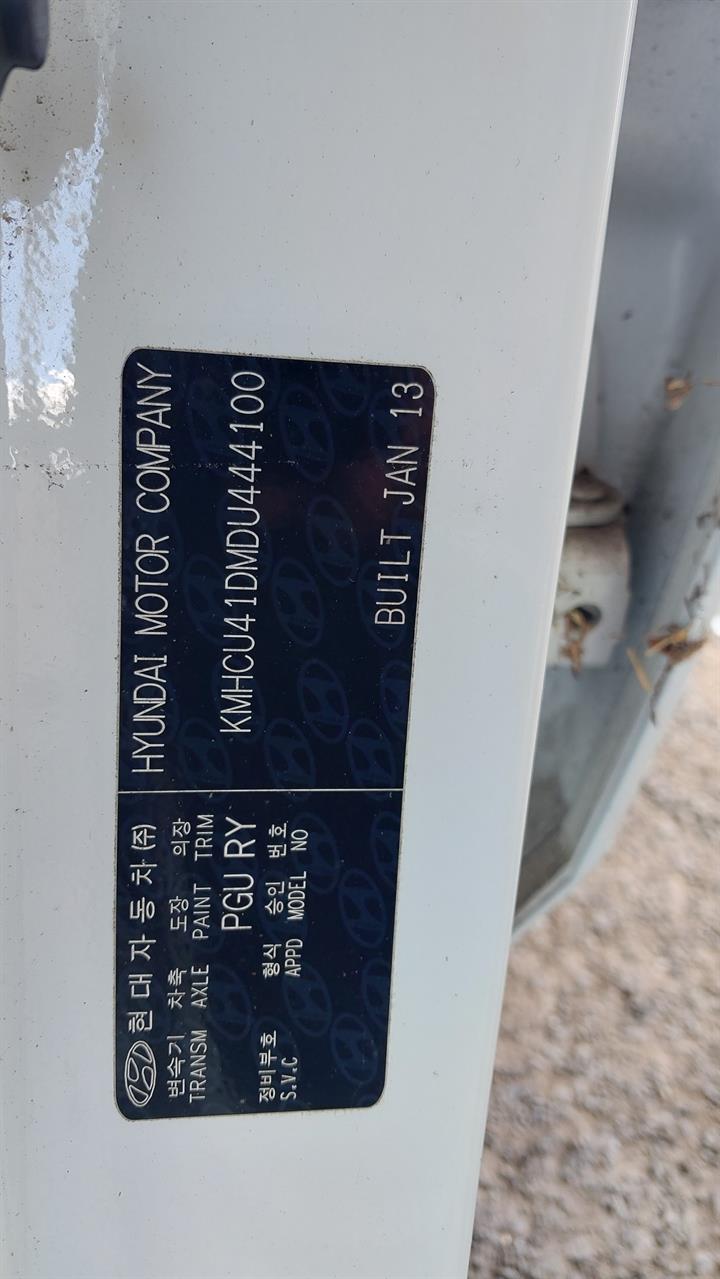 현대자동차(주) HYUNDAI MOTOR COMPANY
변속기 차축 도장 의장
TRANSM AXLE PAINT TRIM
PGU RY KMHCU41DMDU444100
정비부호 형식 승인 번호
S.V.C APPD MODEL NO
BUILT JAN 13